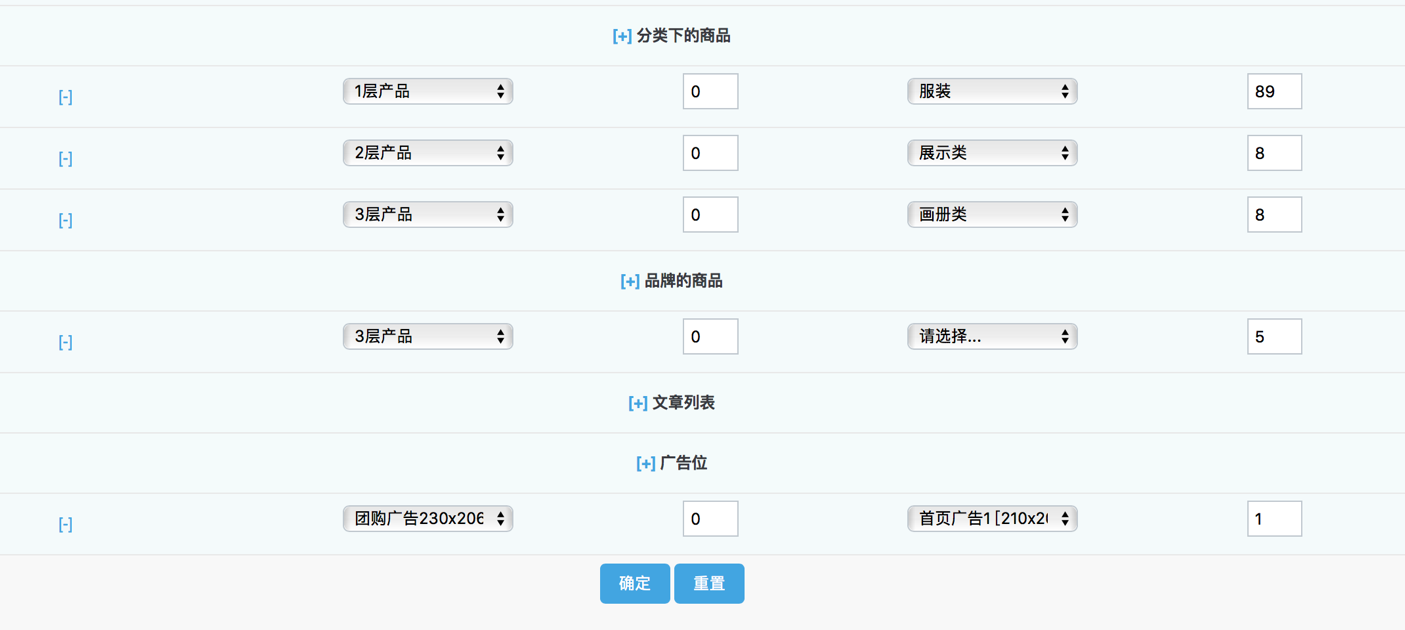 [+] 分类下的商品
[-] 1层产品 0 服装 89
[-] 2层产品 0 展示类 8
[-] 3层产品 0 画册类 8
[+] 品牌的商品
[-] 3层产品 0 请选择... 5
[+] 文章列表
[+] 广告位
[-] 团购广告230x206 0 首页广告1 [210x20 1
确定 重置